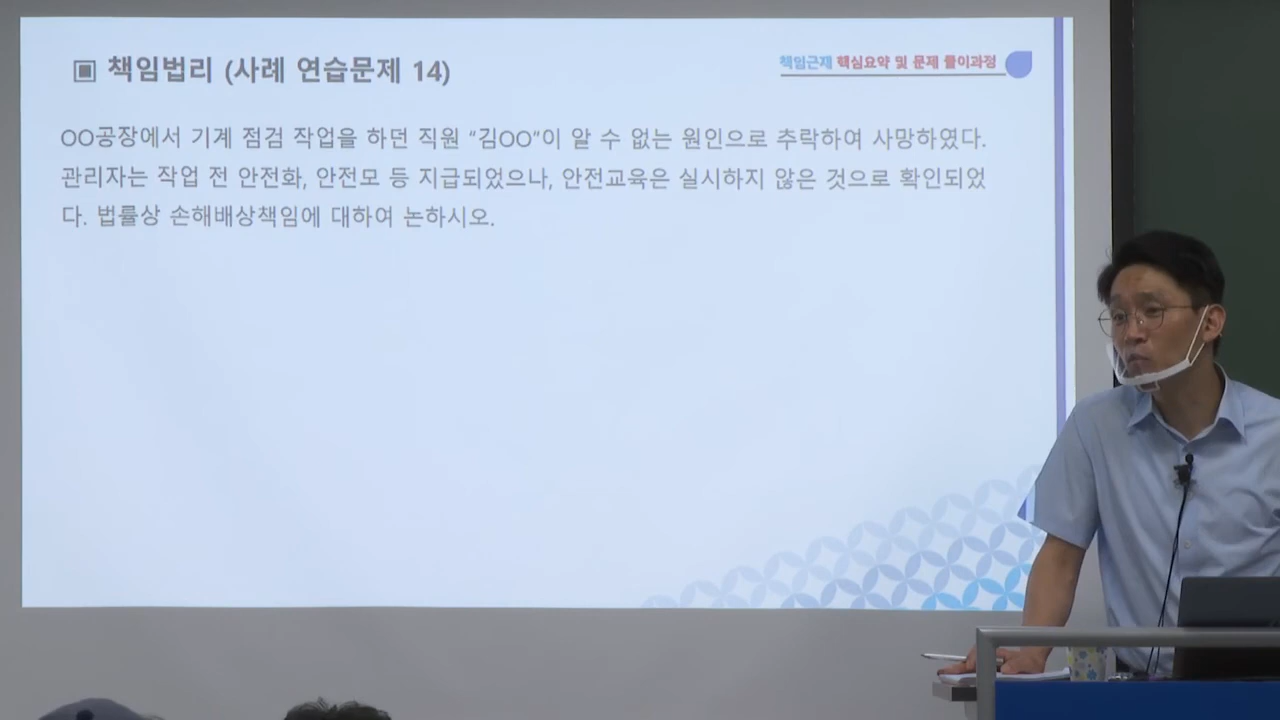 ▣ 책임법리 (사례 연습문제 14)
책임근재 핵심요약 및 문제 풀이과정
OO공장에서 기계 점검 작업을 하던 직원 “김OO”이 알 수 없는 원인으로 추락하여 사망하였다.
관리자는 작업 전 안전화, 안전모 등 지급되었으나, 안전교육은 실시하지 않은 것으로 확인되었
다. 법률상 손해배상책임에 대하여 논하시오.